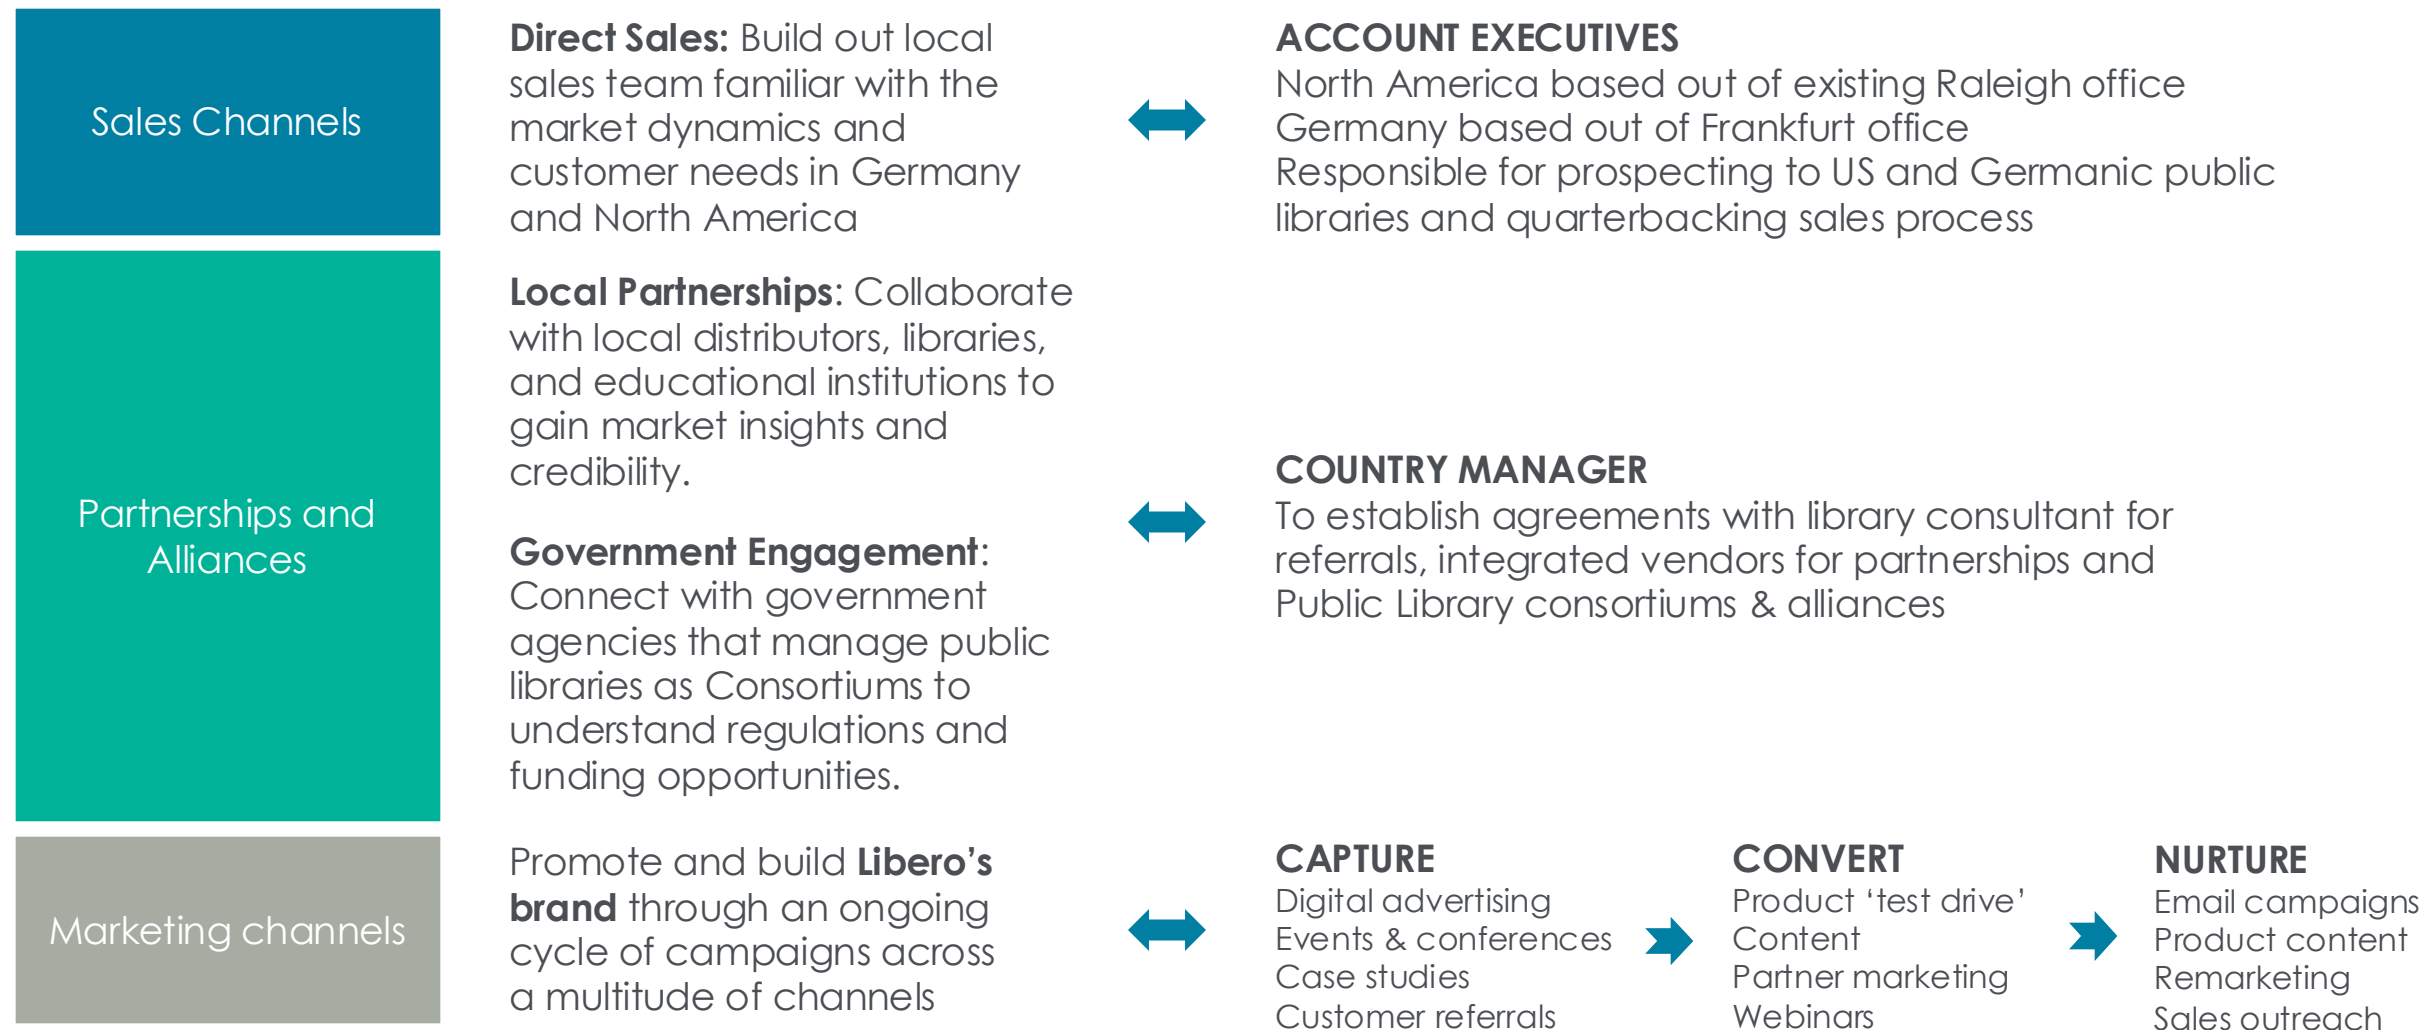 Sales Channels
Direct Sales: Build out local
sales team familiar with the
market dynamics and
customer needs in Germany
and North America
ACCOUNT EXECUTIVES
North America based out of existing Raleigh office
Germany based out of Frankfurt office
Responsible for prospecting to US and Germanic public
libraries and quarterbacking sales process
Partnerships and
Alliances
Local Partnerships: Collaborate
with local distributors, libraries,
and educational institutions to
gain market insights and
credibility.
Government Engagement:
Connect with government
agencies that manage public
libraries as Consortiums to
understand regulations and
funding opportunities.
COUNTRY MANAGER
To establish agreements with library consultant for
referrals, integrated vendors for partnerships and
Public Library consortiums & alliances
Marketing channels
Promote and build Libero’s
brand through an ongoing
cycle of campaigns across
a multitude of channels
CAPTURE
Digital advertising
Events & conferences
Case studies
Customer referrals
CONVERT
Product ‘test drive’
Content
Partner marketing
Webinars
NURTURE
Email campaigns
Product content
Remarketing
Sales outreach